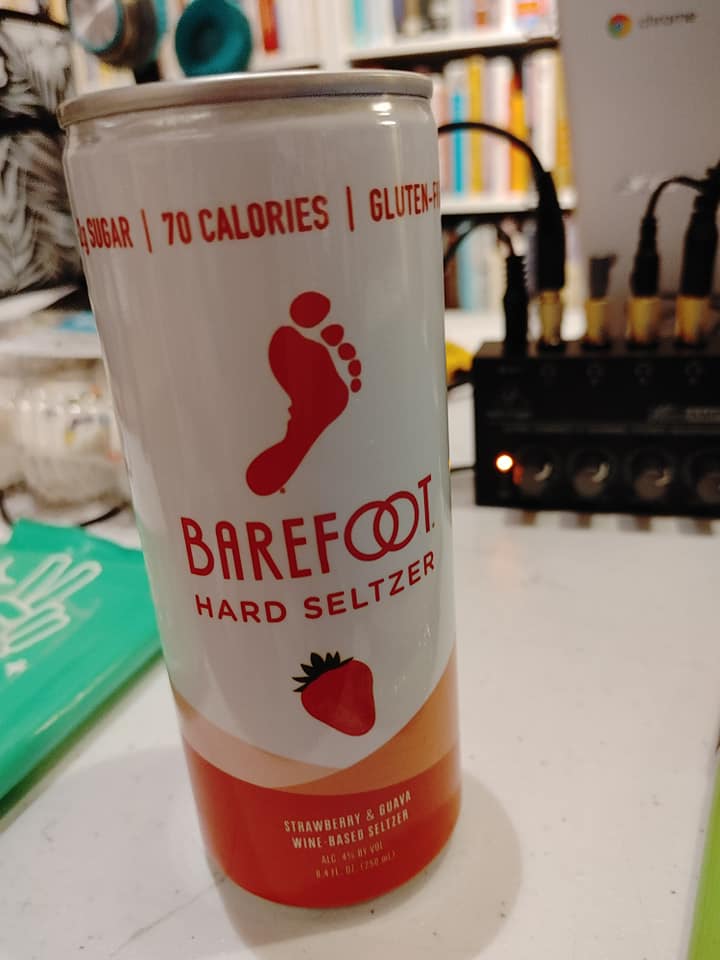 chrome
SUGAR | 70 CALORIES | GLUTEN-
BAREFOOT
HARD SELTZER
STRAWBERRY & GUAVA
WINE-BASED SELTZER
ALC. 4% BY VOL
8.4 FL. OZ. (250 mL)